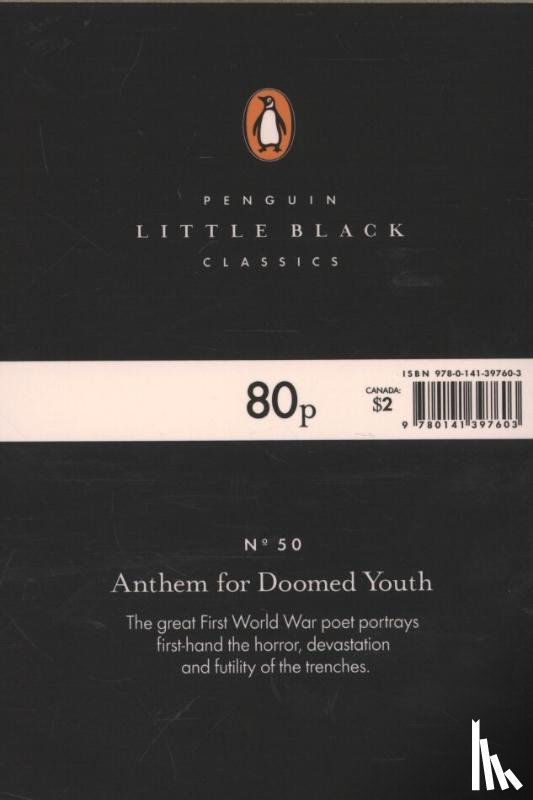 PENGUIN
LITTLE BLACK
CLASSICS
ISBN 978-0-141-39760-3
80p
CANADA:
$2
9 780141 397603
Nº 50
Anthem for Doomed Youth
The great First World War poet portrays
first-hand the horror, devastation
and futility of the trenches.